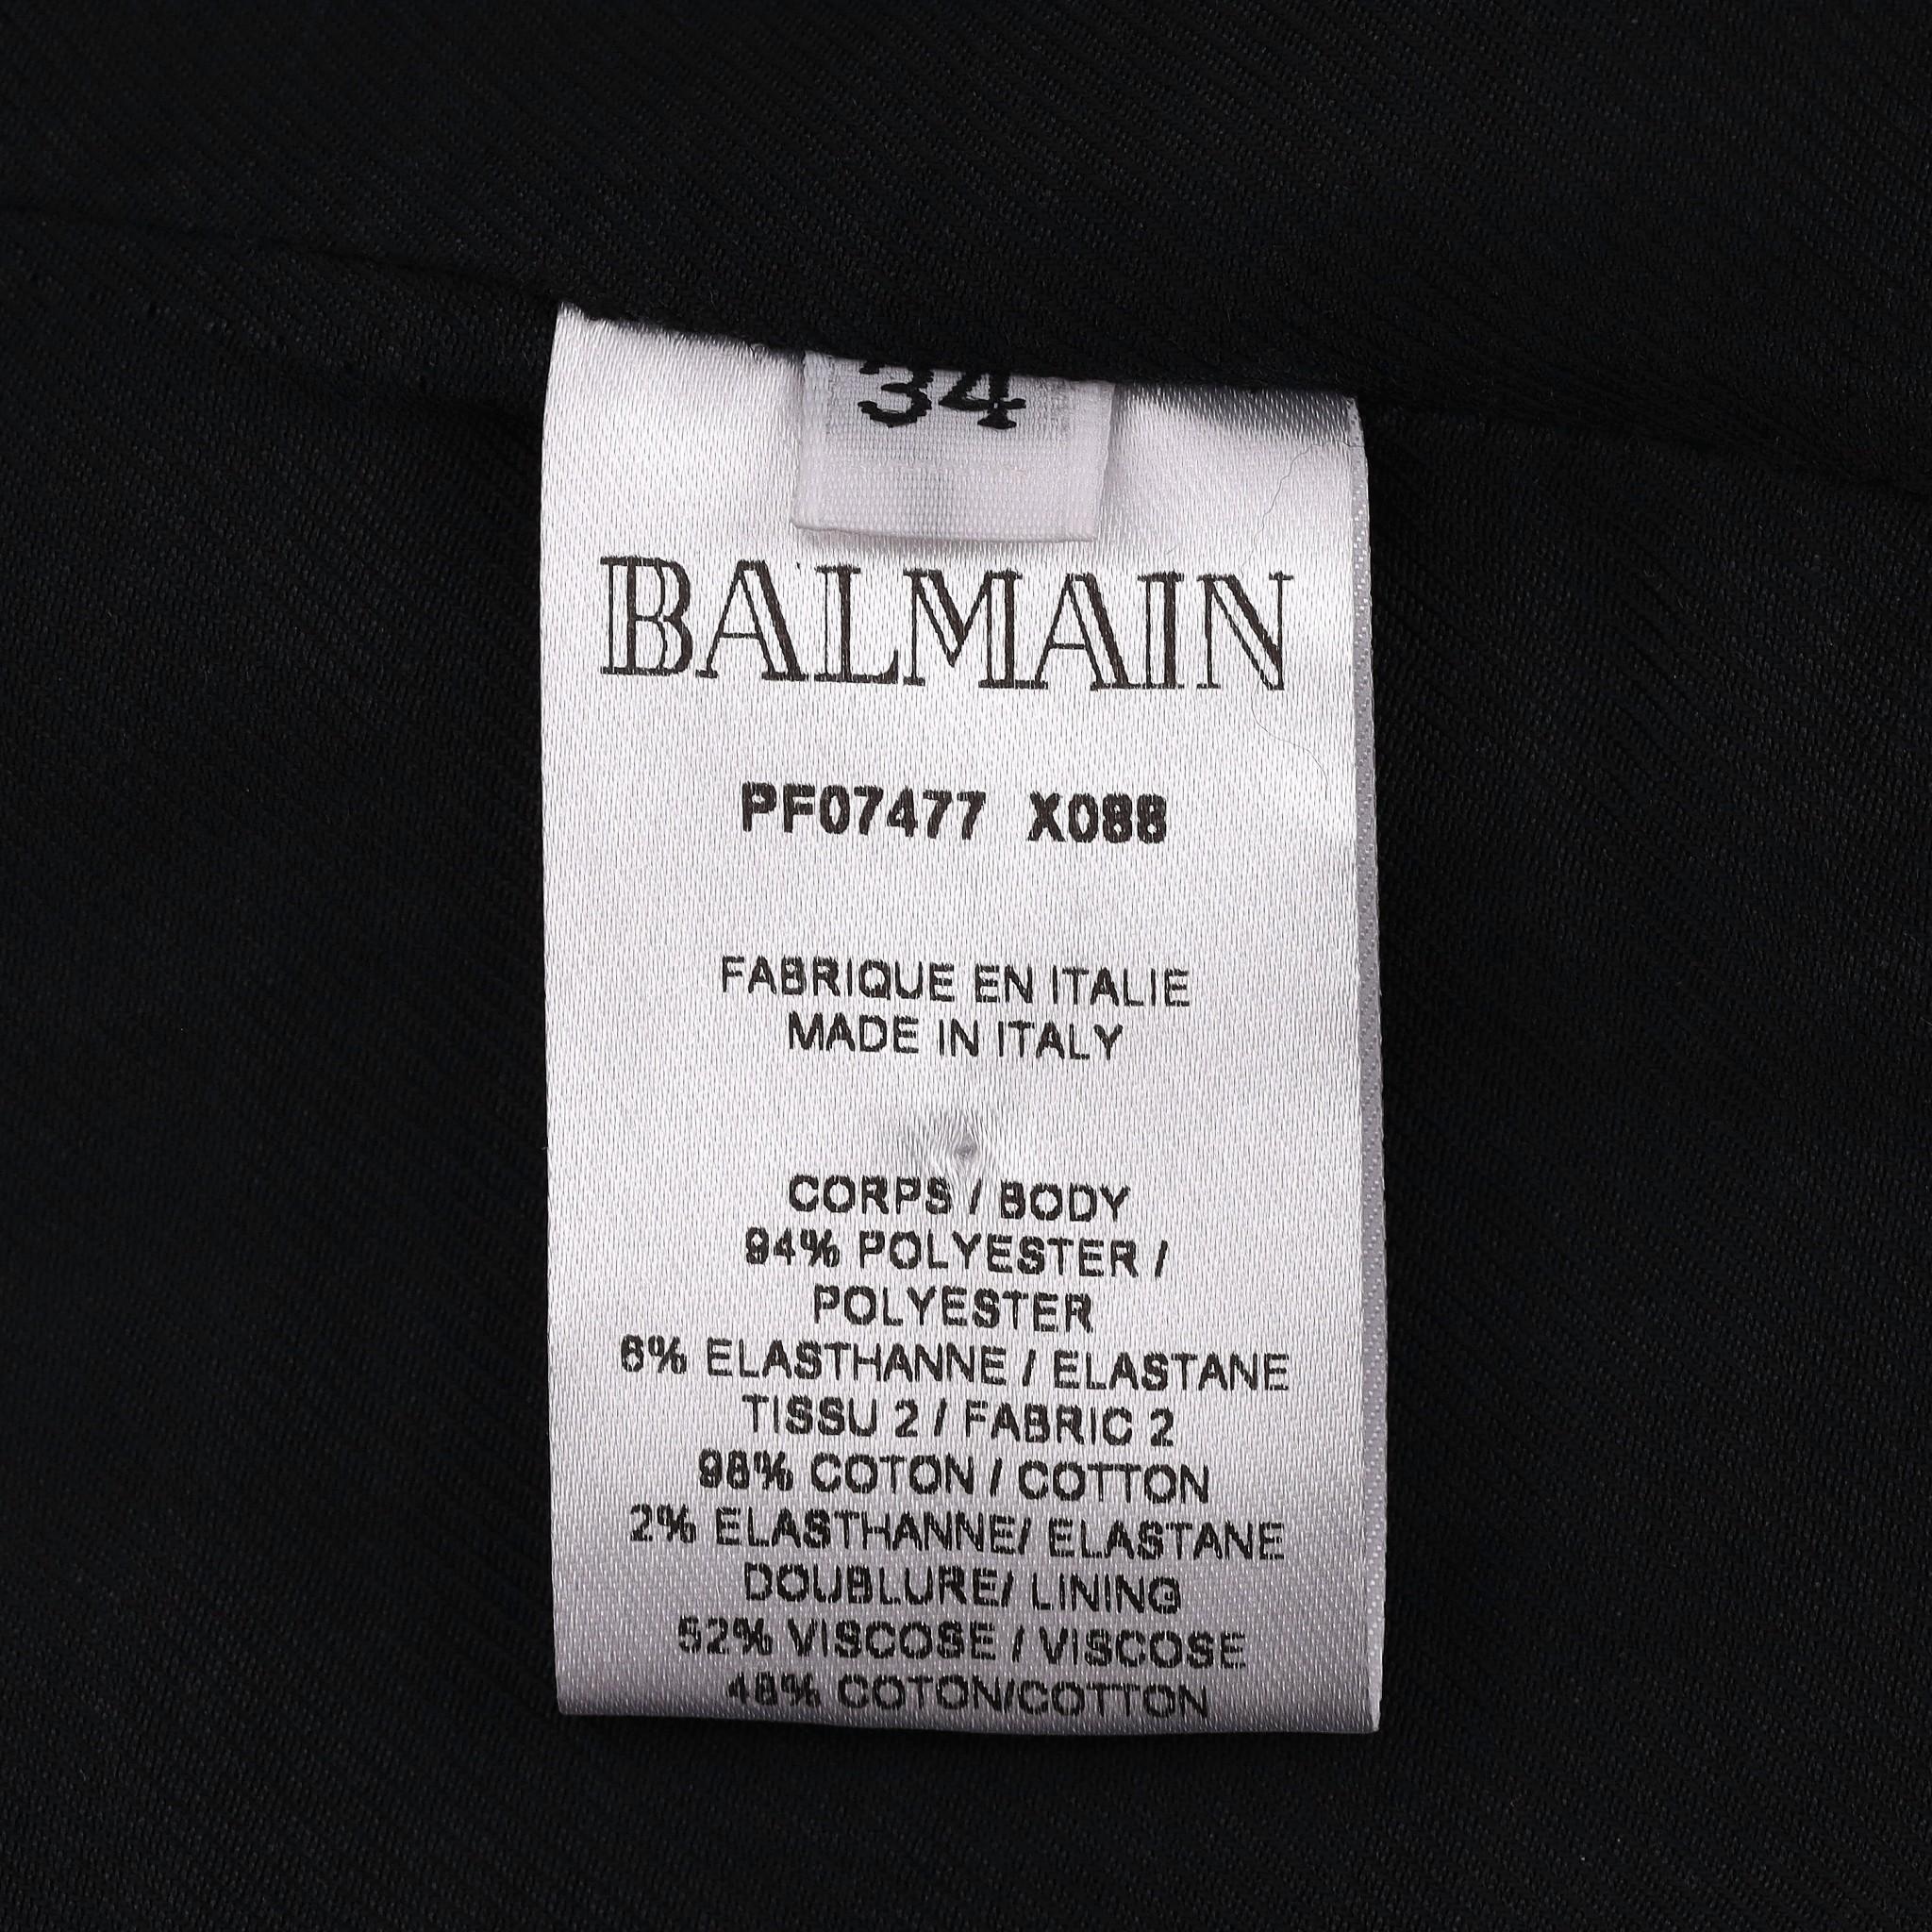 34
BALMAIN
PF07477 X088
FABRIQUE EN ITALIE
MADE IN ITALY
CORPS / BODY
94% POLYESTER /
POLYESTER
6% ELASTHANNE / ELASTANE
TISSU 2 / FABRIC 2
98% COTON / COTTON
2% ELASTHANNE/ ELASTANE
DOUBLURE/ LINING
52% VISCOSE / VISCOSE
48% COTON/COTTON